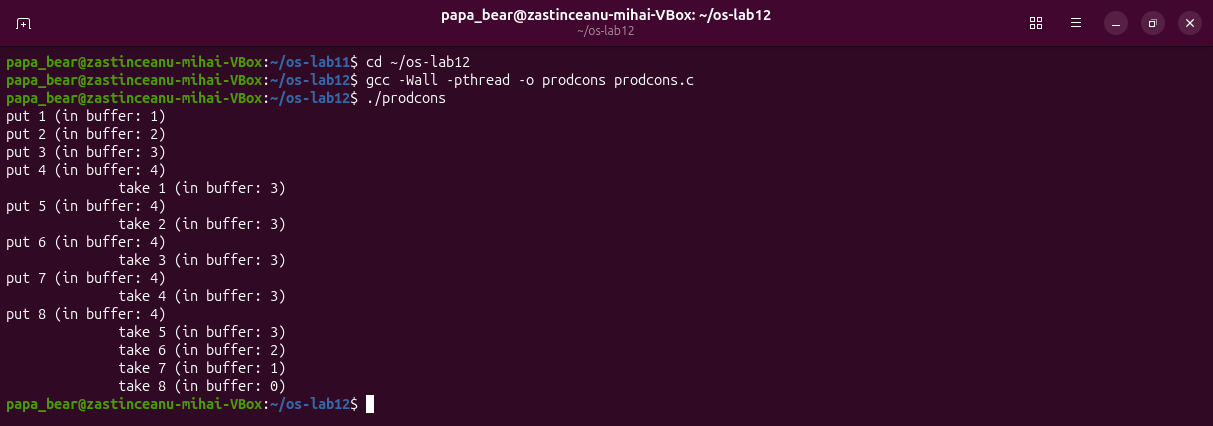 papa_bear@zastinceanu-mihai-VBox: ~/os-lab12
~/os-lab12
papa_bear@zastinceanu-mihai-VBox:~/os-lab11$ cd ~/os-lab12
papa_bear@zastinceanu-mihai-VBox:~/os-lab12$ gcc -Wall -pthread -o prodcons prodcons.c
papa_bear@zastinceanu-mihai-VBox:~/os-lab12$ ./prodcons
put 1 (in buffer: 1)
put 2 (in buffer: 2)
put 3 (in buffer: 3)
put 4 (in buffer: 4)
              take 1 (in buffer: 3)
put 5 (in buffer: 4)
              take 2 (in buffer: 3)
put 6 (in buffer: 4)
              take 3 (in buffer: 3)
put 7 (in buffer: 4)
              take 4 (in buffer: 3)
put 8 (in buffer: 4)
              take 5 (in buffer: 3)
              take 6 (in buffer: 2)
              take 7 (in buffer: 1)
              take 8 (in buffer: 0)
papa_bear@zastinceanu-mihai-VBox:~/os-lab12$